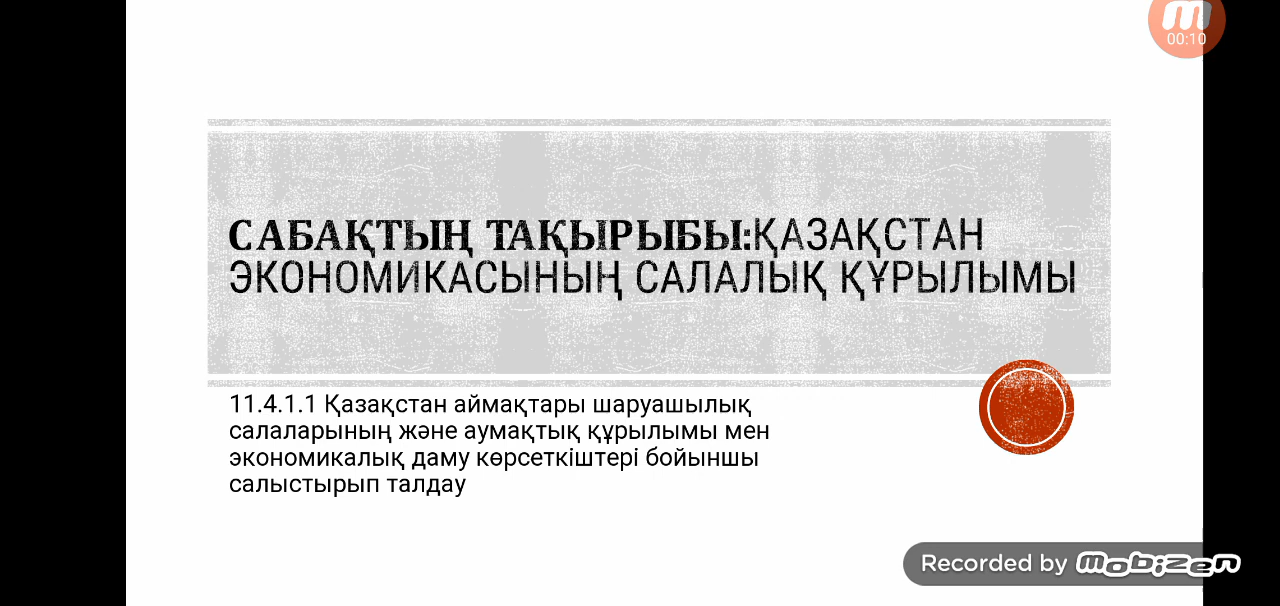 00:10
САБАҚТЫҢ ТАҚЫРЫБЫ:ҚАЗАҚСТАН
ЭКОНОМИКАСЫНЫҢ САЛАЛЫҚ ҚҰРЫЛЫМЫ
11.4.1.1 Қазақстан аймақтары шаруашылық
салаларының және аумақтық құрылымы мен
экономикалық даму көрсеткіштері бойыншы
салыстырып талдау
Recorded by mobizen